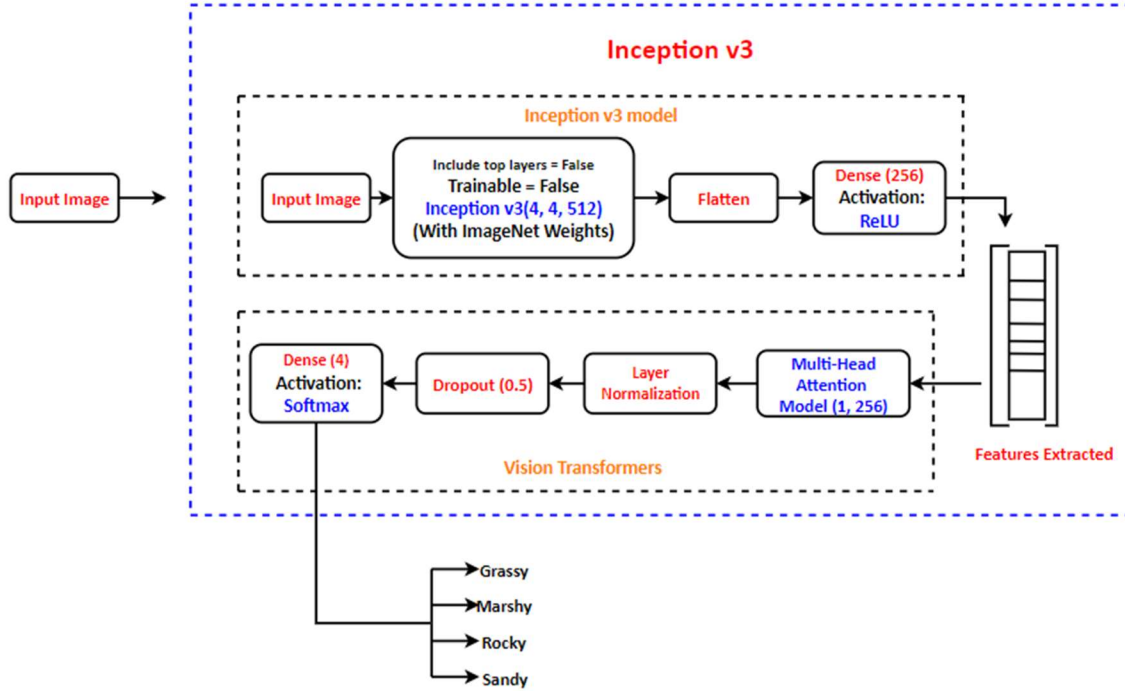 Inception v3
Inception v3 model
Input Image
Input Image
Include top layers = False
Trainable = False
Inception v3(4, 4, 512)
(With ImageNet Weights)
Flatten
Dense (256)
Activation:
ReLU
Features Extracted
Multi-Head
Attention
Model (1, 256)
Layer
Normalization
Dropout (0.5)
Dense (4)
Activation:
Softmax
Vision Transformers
Grassy
Marshy
Rocky
Sandy